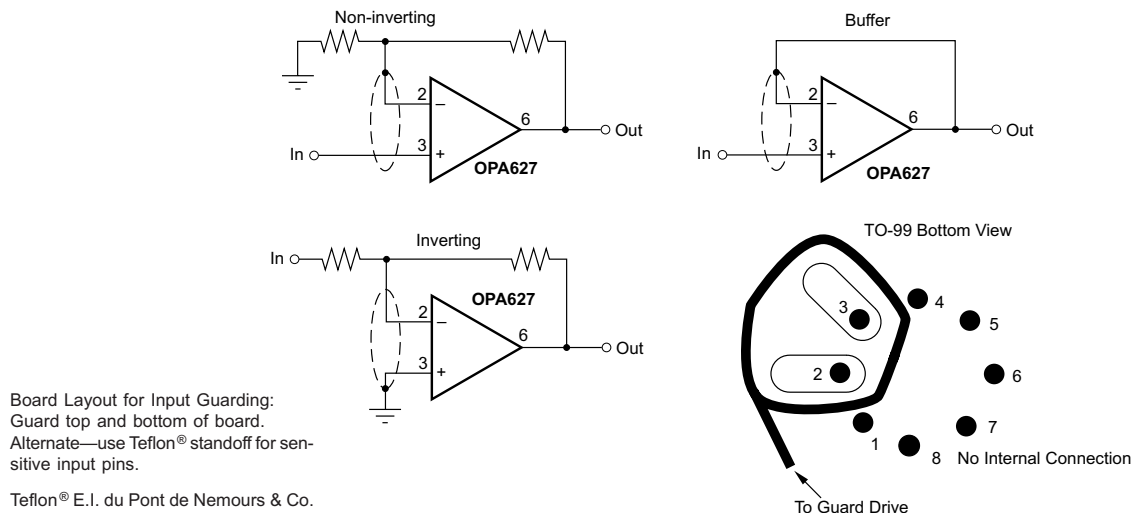 Non-inverting
2
–
3
+
6
In
Out
OPA627
Buffer
2
–
3
+
6
In
Out
OPA627
Inverting
In
OPA627
2
–
3
+
6
Out
TO-99 Bottom View
3
4
5
2
6
7
1
8 No Internal Connection
To Guard Drive
Board Layout for Input Guarding:
Guard top and bottom of board.
Alternate—use Teflon® standoff for sen-
sitive input pins.
Teflon® E.I. du Pont de Nemours & Co.